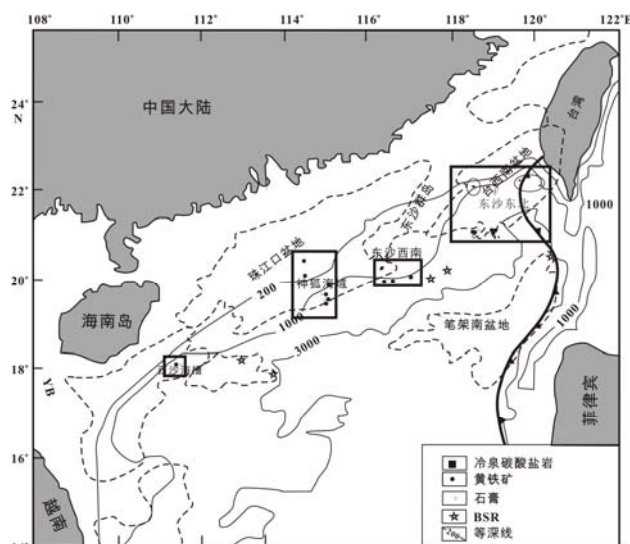 108° 110° 112° 114° 116° 118° 120° 122°E
24°
N
22°
20°
18°
16°
14°
中国大陆
台湾
台西南盆地
东沙东北
1000
东沙群岛
珠江口盆地
东沙西南
神狐海域
200
1000
3000
海南岛
笔架南盆地
1000
YB
菲律宾
越南
冷泉碳酸盐岩
黄铁矿
石膏
BSR
等深线